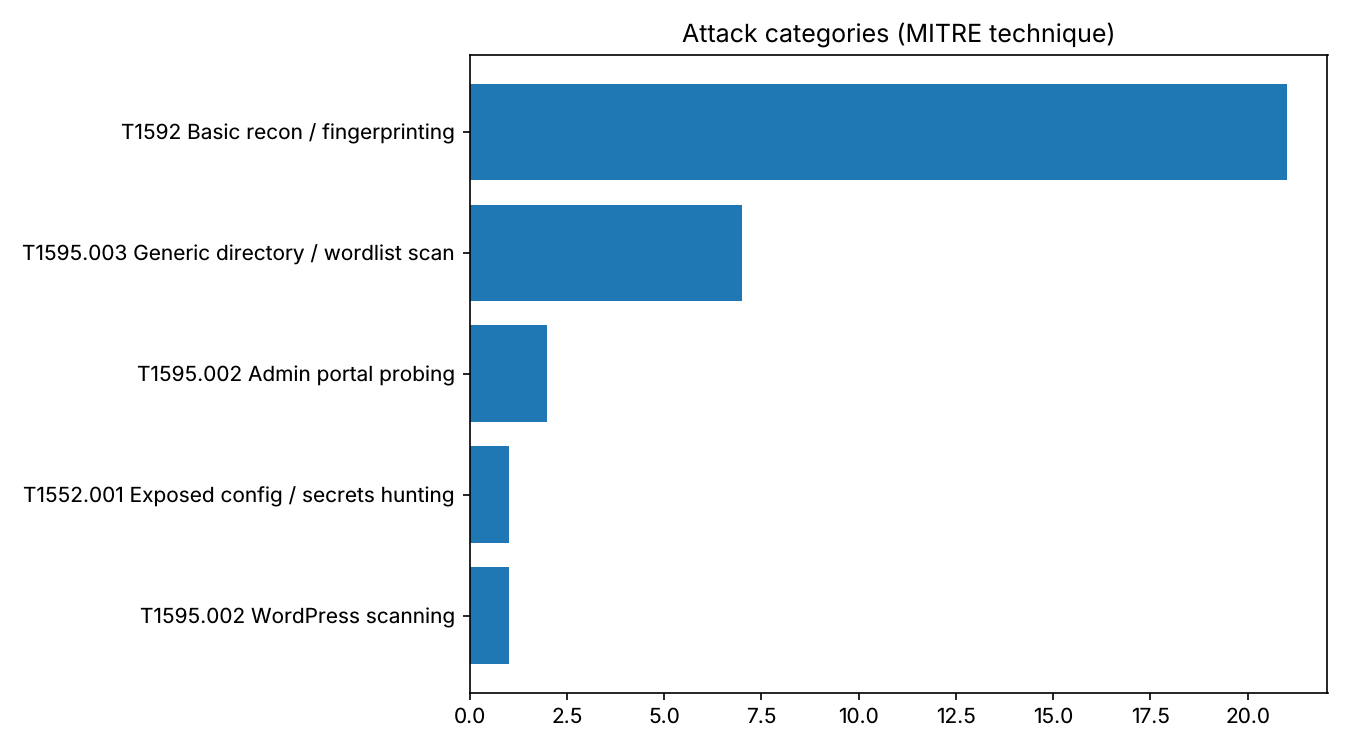 Attack categories (MITRE technique)
T1592 Basic recon / fingerprinting
T1595.003 Generic directory / wordlist scan
T1595.002 Admin portal probing
T1552.001 Exposed config / secrets hunting
T1595.002 WordPress scanning
0.0 2.5 5.0 7.5 10.0 12.5 15.0 17.5 20.0